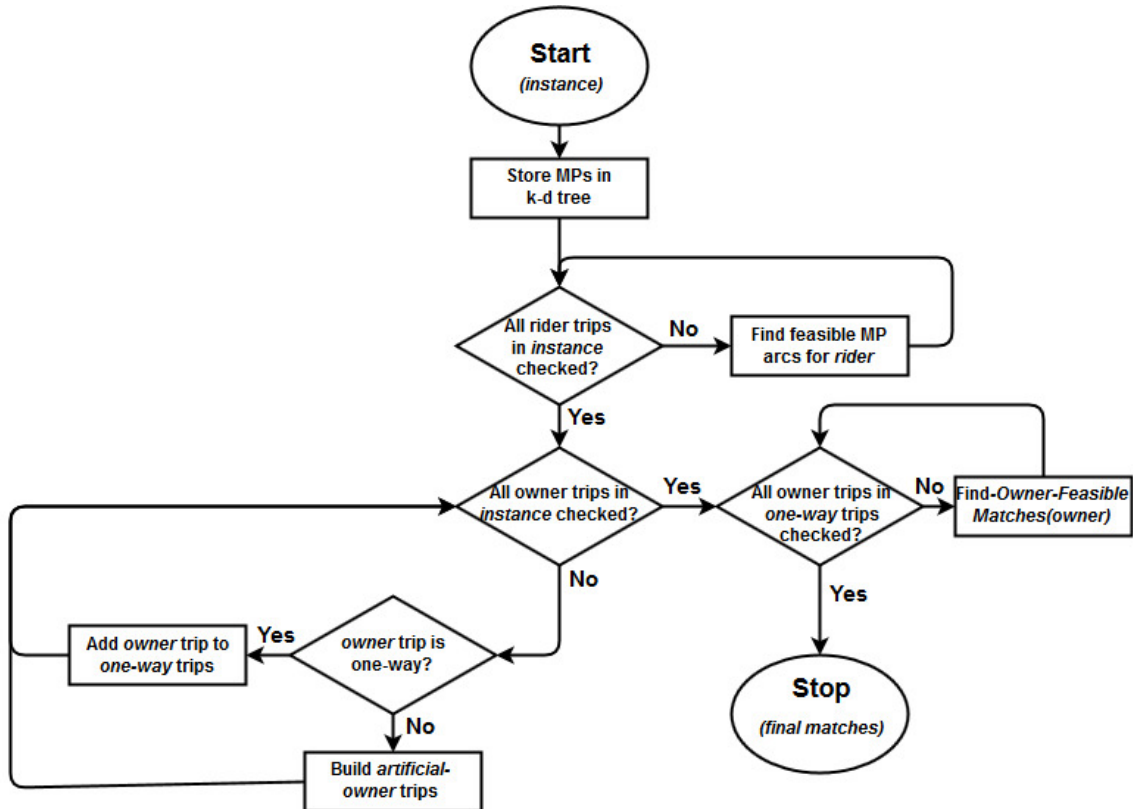 Start
(instance)
Store MPs in
k-d tree
All rider trips
in instance
checked?
No
Find feasible MP
arcs for rider
Yes
All owner trips in
instance checked?
Yes
All owner trips in
one-way trips
checked?
No
Find-Owner-Feasible
Matches(owner)
No
Yes
owner trip is
one-way?
Yes
Add owner trip to
one-way trips
No
Build artificial-
owner trips
Stop
(final matches)